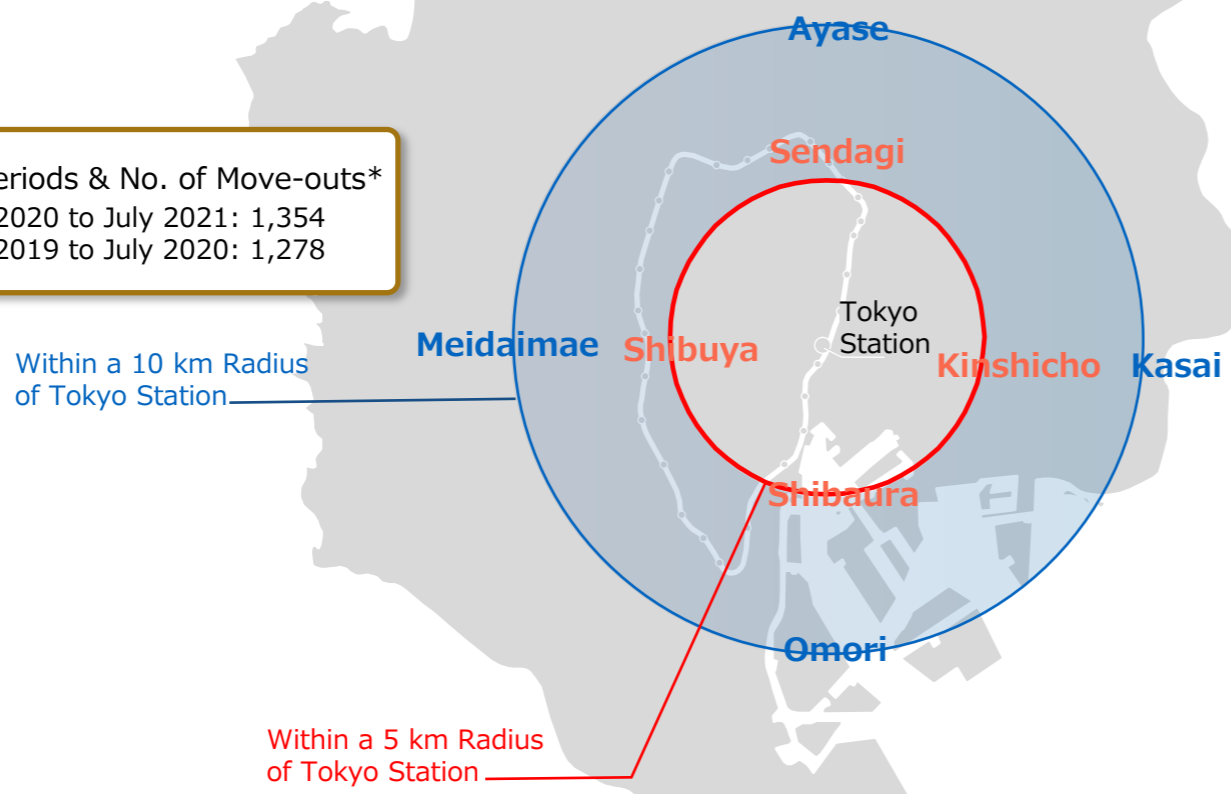 Ayase
Sendagi
eriods & No. of Move-outs*
2020 to July 2021: 1,354
2019 to July 2020: 1,278
Tokyo
Station
Meidaimae
Shibuya
Kinshicho
Kasai
Within a 10 km Radius
of Tokyo Station
Shibaura
Omori
Within a 5 km Radius
of Tokyo Station